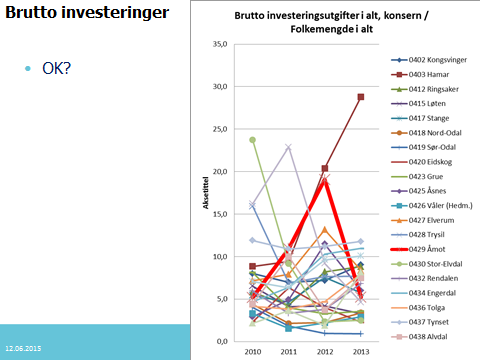 Brutto investeringer
• OK?
12.06.2015
Brutto investeringsutgifter i alt, konsern /
Folkemengde i alt
Aksetittel
35,0
30,0
25,0
20,0
15,0
10,0
5,0
0,0
2010 2011 2012 2013
0402 Kongsvinger
0403 Hamar
0412 Ringsaker
0415 Løten
0417 Stange
0418 Nord-Odal
0419 Sør-Odal
0420 Eidskog
0423 Grue
0425 Åsnes
0426 Våler (Hedm.)
0427 Elverum
0428 Trysil
0429 Åmot
0430 Stor-Elvdal
0432 Rendalen
0434 Engerdal
0436 Tolga
0437 Tynset
0438 Alvdal